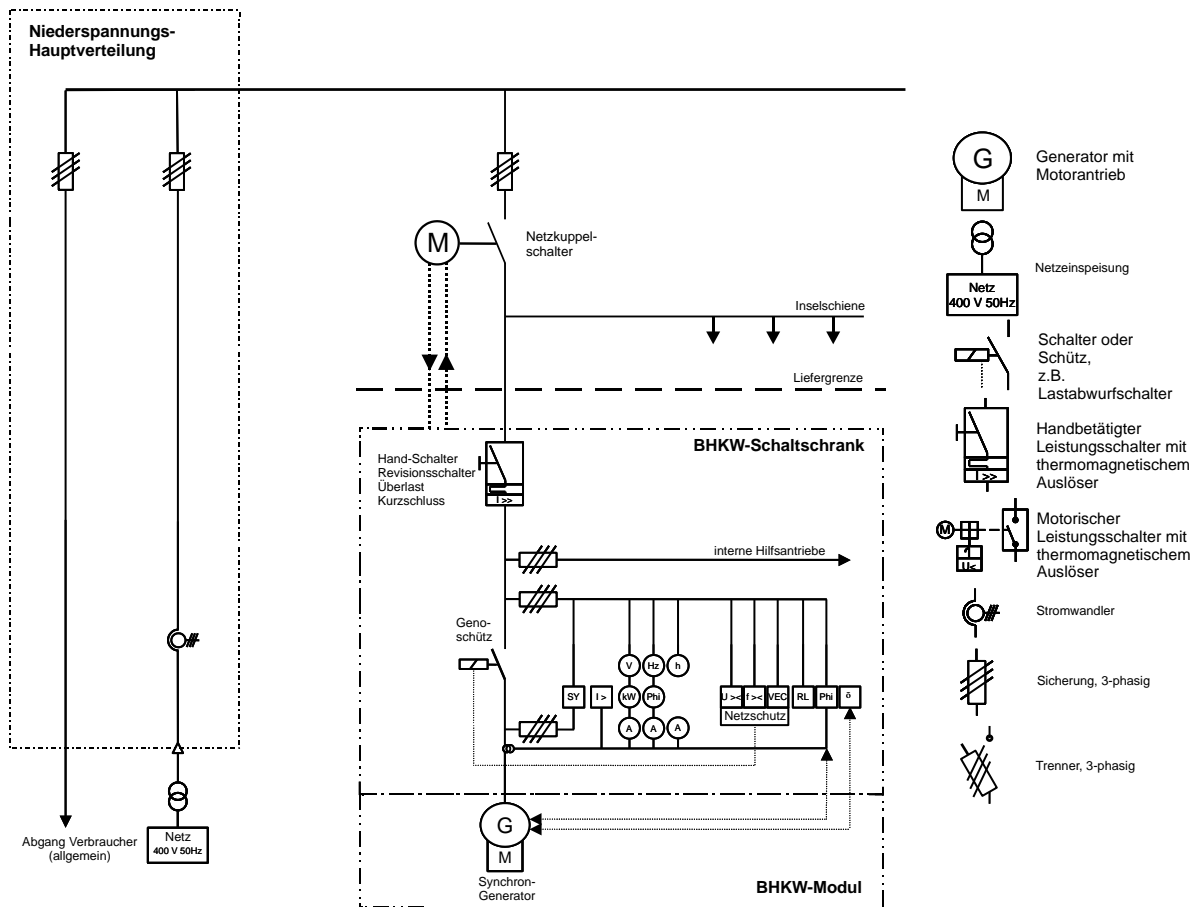 Niederspannungs-
Hauptverteilung
M
Netzkuppel-
schalter
Inselschiene
Liefergrenze
BHKW-Schaltschrank
Hand-Schalter
Revisionsschalter
Überlast
Kurzschluss
I >>
interne Hilfsantriebe
Geno-
schütz
V
Hz
h
SY
I >
kW
Phi
U ><
f ><
VEC
RL
Phi
δ
Netzschutz
A
A
A
G
M
Synchron-
Generator
BHKW-Modul
Abgang Verbraucher
(allgemein)
Netz
400 V 50Hz
G
M
Generator mit
Motorantrieb
Netz
400 V 50Hz
Netzeinspeisung
Schalter oder
Schütz,
z.B.
Lastabwurfschalter
I >>
Handbetätigter
Leistungsschalter mit
thermomagnetischem
Auslöser
M
U<
Motorischer
Leistungsschalter mit
thermomagnetischem
Auslöser
Stromwandler
Sicherung, 3-phasig
Trenner, 3-phasig